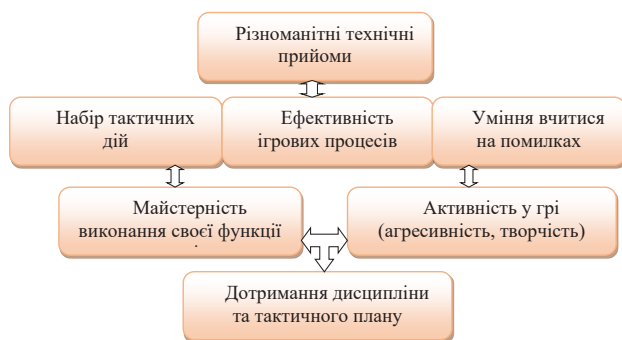 Різноманітні технічні
прийоми
Набір тактичних
дій
Ефективність
ігрових процесів
Уміння вчитися
на помилках
Майстерність
виконання своєї функції
Активність у грі
(агресивність, творчість)
Дотримання дисципліни
та тактичного плану